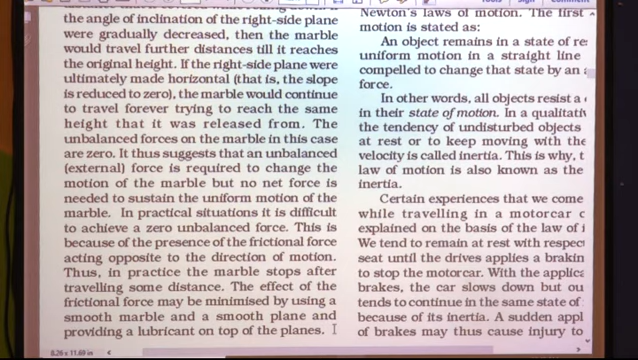 the angle of inclination of the right-side plane
were gradually decreased, then the marble
would travel further distances till it reaches
the original height. If the right-side plane were
ultimately made horizontal (that is, the slope
is reduced to zero), the marble would continue
to travel forever trying to reach the same
height that it was released from. The
unbalanced forces on the marble in this case
are zero. It thus suggests that an unbalanced
(external) force is required to change the
motion of the marble but no net force is
needed to sustain the uniform motion of the
marble. In practical situations it is difficult
to achieve a zero unbalanced force. This is
because of the presence of the frictional force
acting opposite to the direction of motion.
Thus, in practice the marble stops after
travelling some distance. The effect of the
frictional force may be minimised by using a
smooth marble and a smooth plane and
providing a lubricant on top of the planes.
8.26 x 11.69 in
Tools
Sign
Comment
Newton's laws of motion. The first
motion is stated as:
An object remains in a state of res
uniform motion in a straight line
compelled to change that state by an
force.
In other words, all objects resist a
in their state of motion. In a qualitativ
the tendency of undisturbed objects
at rest or to keep moving with the
velocity is called inertia. This is why, t
law of motion is also known as the
inertia.
Certain experiences that we come
while travelling in a motorcar c
explained on the basis of the law of i
We tend to remain at rest with respec
seat until the drives applies a brakin
to stop the motorcar. With the applica
brakes, the car slows down but ou
tends to continue in the same state of
because of its inertia. A sudden appl
of brakes may thus cause injury to